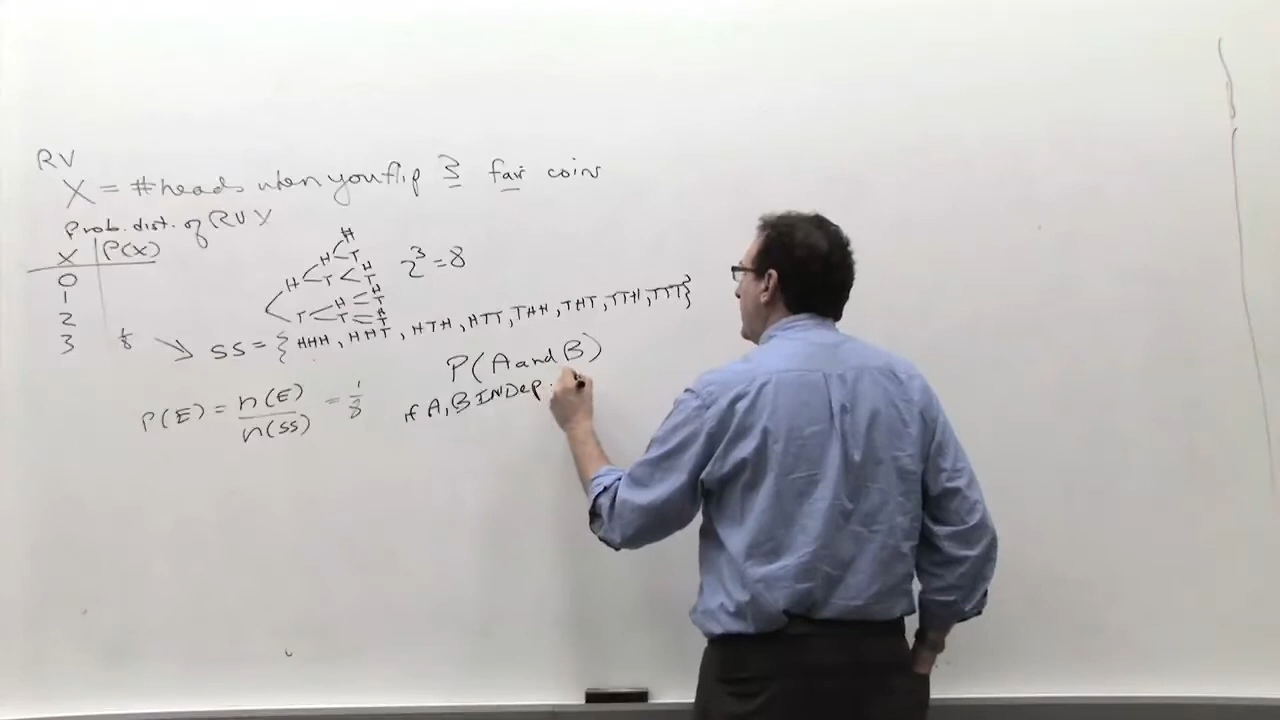 RV
X = #heads when you flip 3 fair coins
Prob. dist. of RV X
X P(X)
0
1
2
3 1/8
H
H T
H T H T
T H T H T
T H T
2³ = 8
SS = { HHH, HHT, HTH, HTT, THH, THT, TTH, TTT}
P(E) = n(E)/n(SS) = 1/8
P(A and B)
if A, B INDEP.